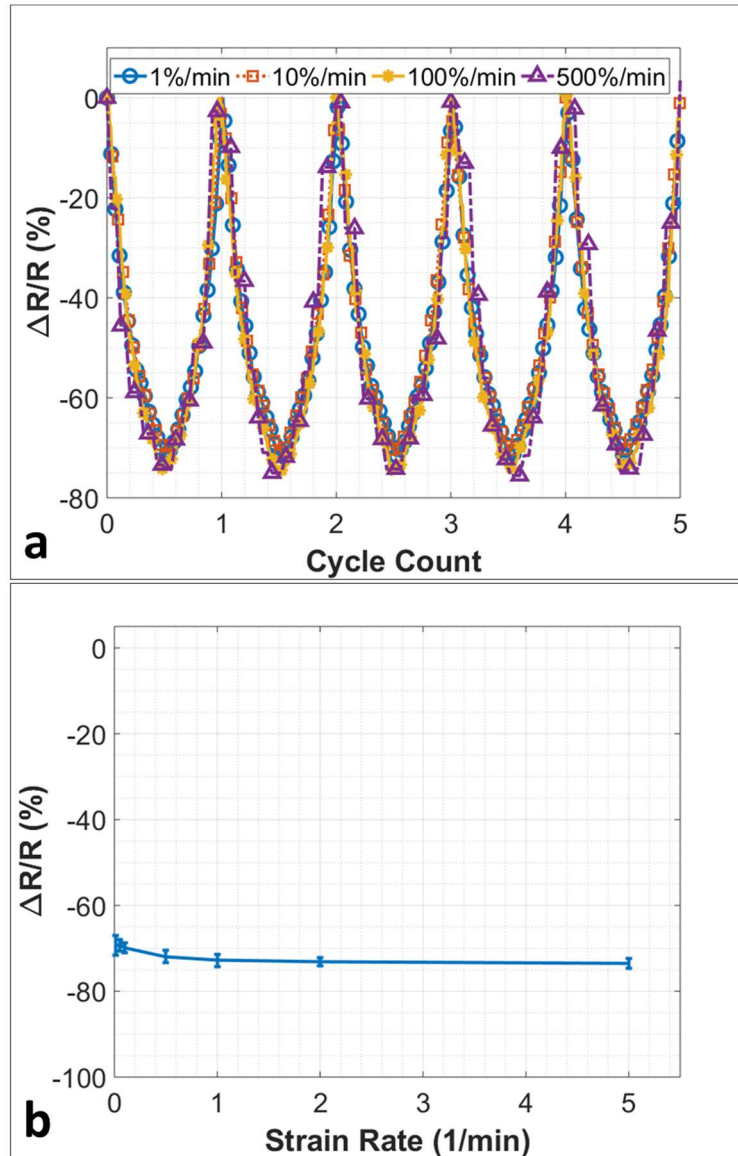 1%/min 10%/min 100%/min 500%/min
0
-20
-40
-60
-80
ΔR/R (%)
0 1 2 3 4 5
Cycle Count
a
0
-20
-40
-60
-80
-100
ΔR/R (%)
0 1 2 3 4 5
Strain Rate (1/min)
b